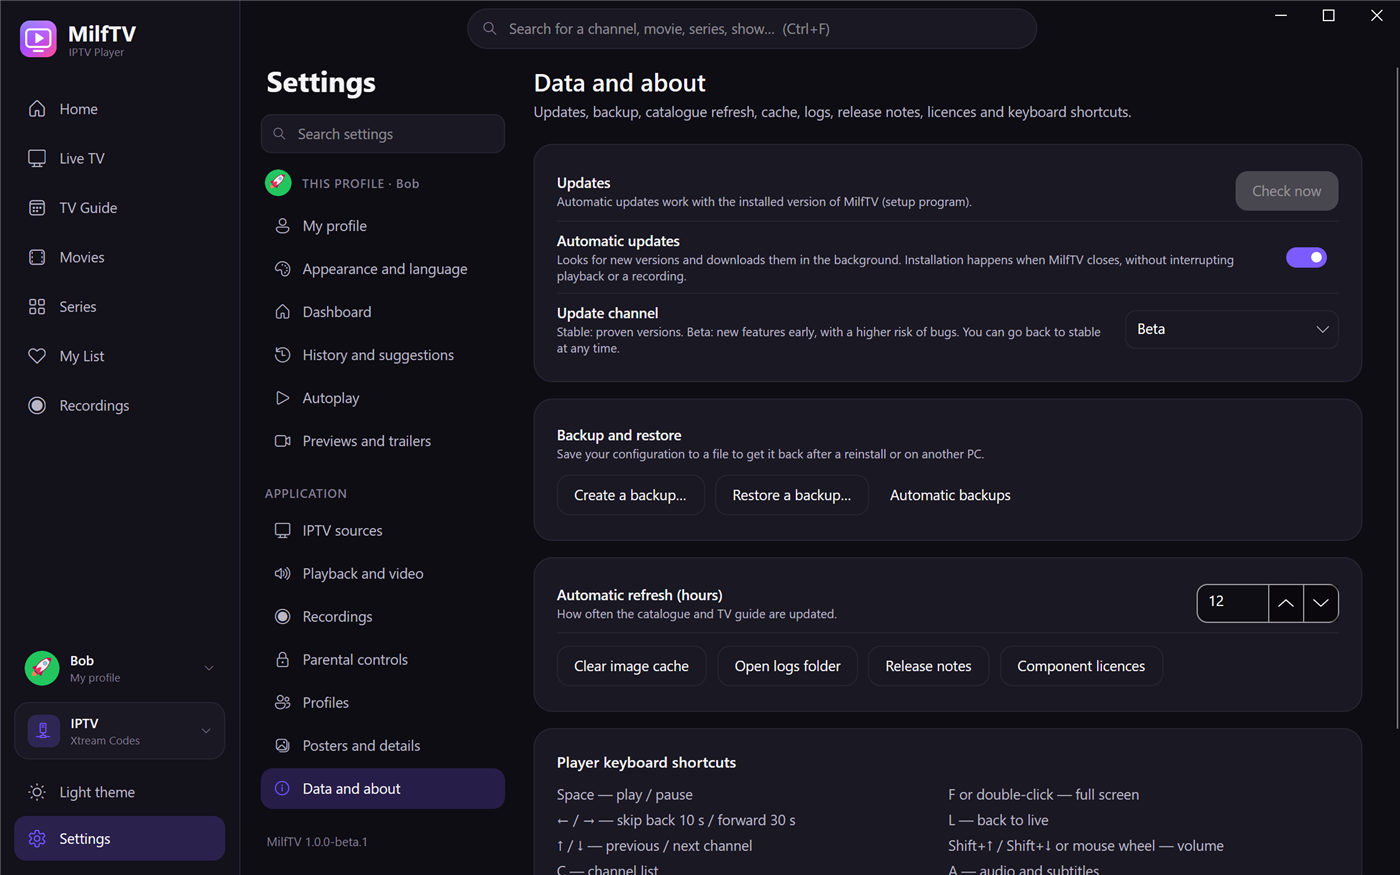 MilfTV
IPTV Player
Search for a channel, movie, series, show... (Ctrl+F)
Home
Live TV
TV Guide
Movies
Series
My List
Recordings
Bob
My profile
IPTV
Xtream Codes
Light theme
Settings
Settings
Search settings
THIS PROFILE · Bob
My profile
Appearance and language
Dashboard
History and suggestions
Autoplay
Previews and trailers
APPLICATION
IPTV sources
Playback and video
Recordings
Parental controls
Profiles
Posters and details
Data and about
MilfTV 1.0.0-beta.1
Data and about
Updates, backup, catalogue refresh, cache, logs, release notes, licences and keyboard shortcuts.
Updates
Automatic updates work with the installed version of MilfTV (setup program).
Check now
Automatic updates
Looks for new versions and downloads them in the background. Installation happens when MilfTV closes, without interrupting
playback or a recording.
Update channel
Stable: proven versions. Beta: new features early, with a higher risk of bugs. You can go back to stable
at any time.
Beta
Backup and restore
Save your configuration to a file to get it back after a reinstall or on another PC.
Create a backup...
Restore a backup...
Automatic backups
Automatic refresh (hours)
How often the catalogue and TV guide are updated.
12
Clear image cache
Open logs folder
Release notes
Component licences
Player keyboard shortcuts
Space — play / pause
F or double-click — full screen
← / → — skip back 10 s / forward 30 s
L — back to live
↑ / ↓ — previous / next channel
Shift+↑ / Shift+↓ or mouse wheel — volume
C — channel list
A — audio and subtitles